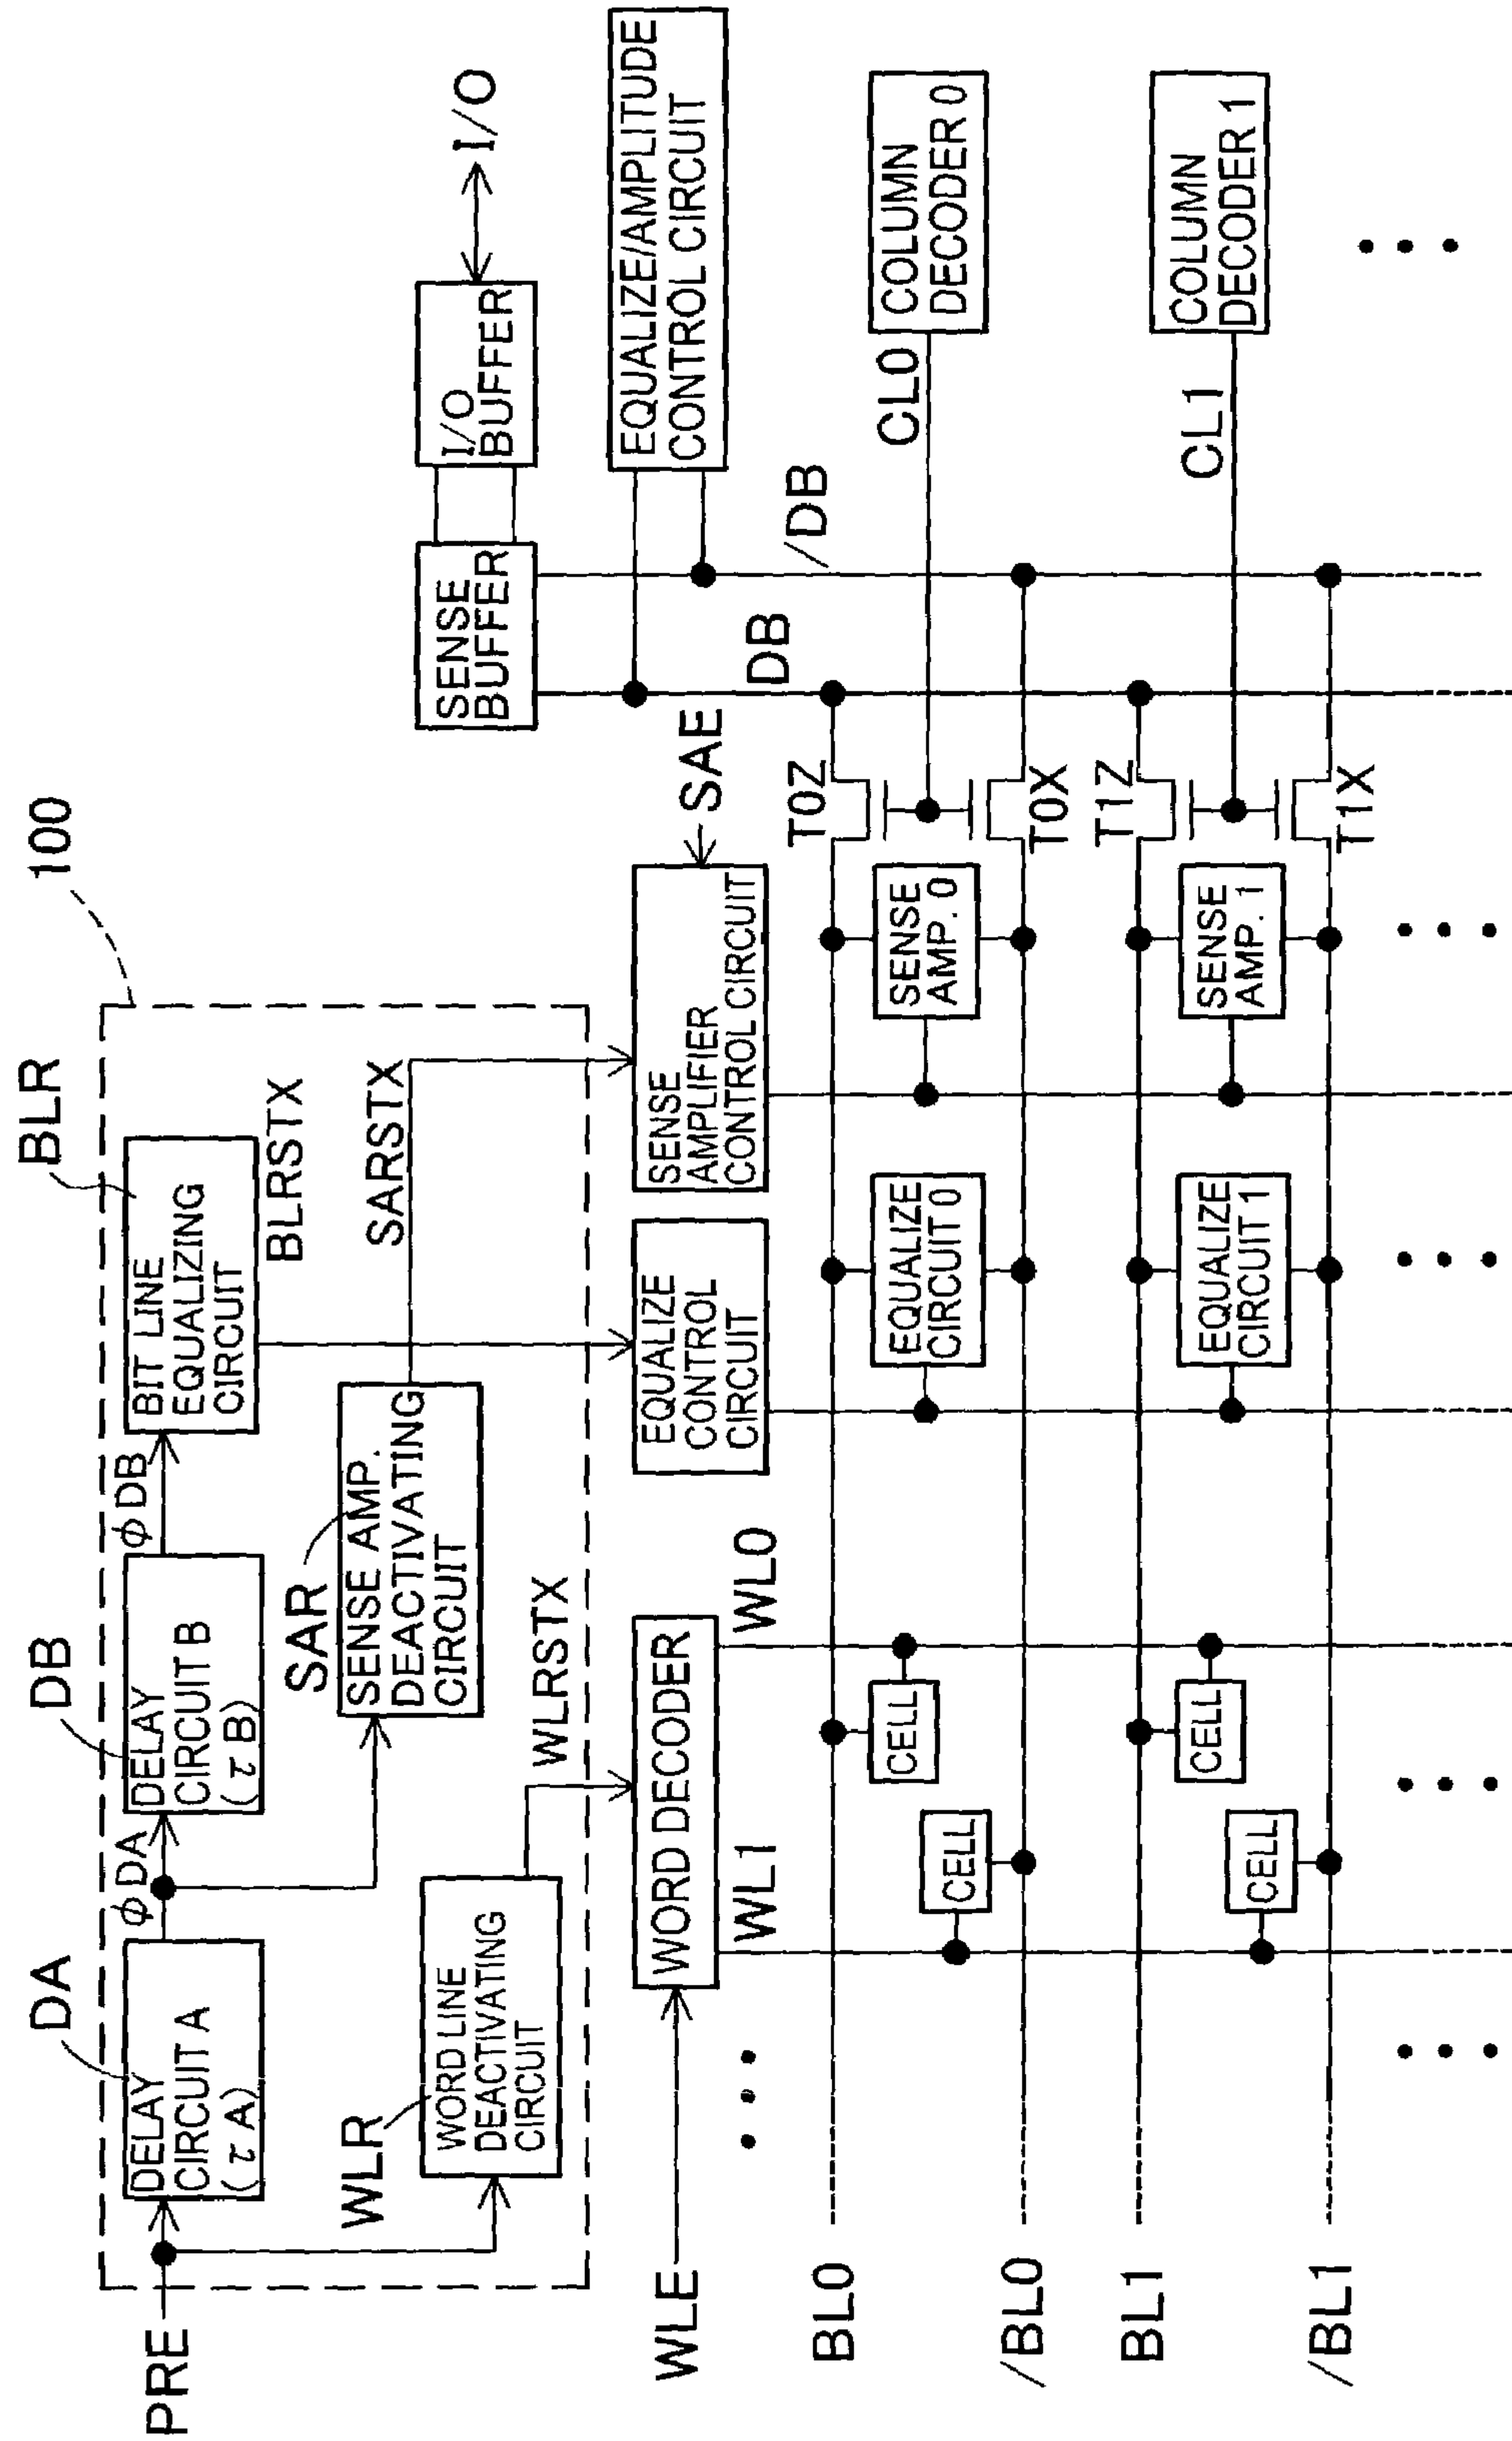 100
DA
DB
BLR
PRE
DELAY
CIRCUIT A
(τA)
ϕDA
DELAY
CIRCUIT B
(τB)
ϕDB
BIT LINE
EQUALIZING
CIRCUIT
BLRSTX
SAR
SENSE AMP.
DEACTIVATING
CIRCUIT
SARSTX
WLR
WORD LINE
DEACTIVATING
CIRCUIT
WLRSTX
SENSE
BUFFER
I/O
BUFFER
I/O
WLE
WORD DECODER
EQUALIZE
CONTROL
CIRCUIT
SENSE
AMPLIFIER
CONTROL CIRCUIT
SAE
EQUALIZE/AMPLITUDE
CONTROL CIRCUIT
WL1
WL0
DB
/DB
BL0
CELL
CELL
EQUALIZE
CIRCUIT 0
SENSE
AMP. 0
T0Z
T0X
CL0
COLUMN
DECODER 0
/BL0
BL1
CELL
CELL
EQUALIZE
CIRCUIT 1
SENSE
AMP. 1
T1Z
T1X
CL1
COLUMN
DECODER 1
/BL1